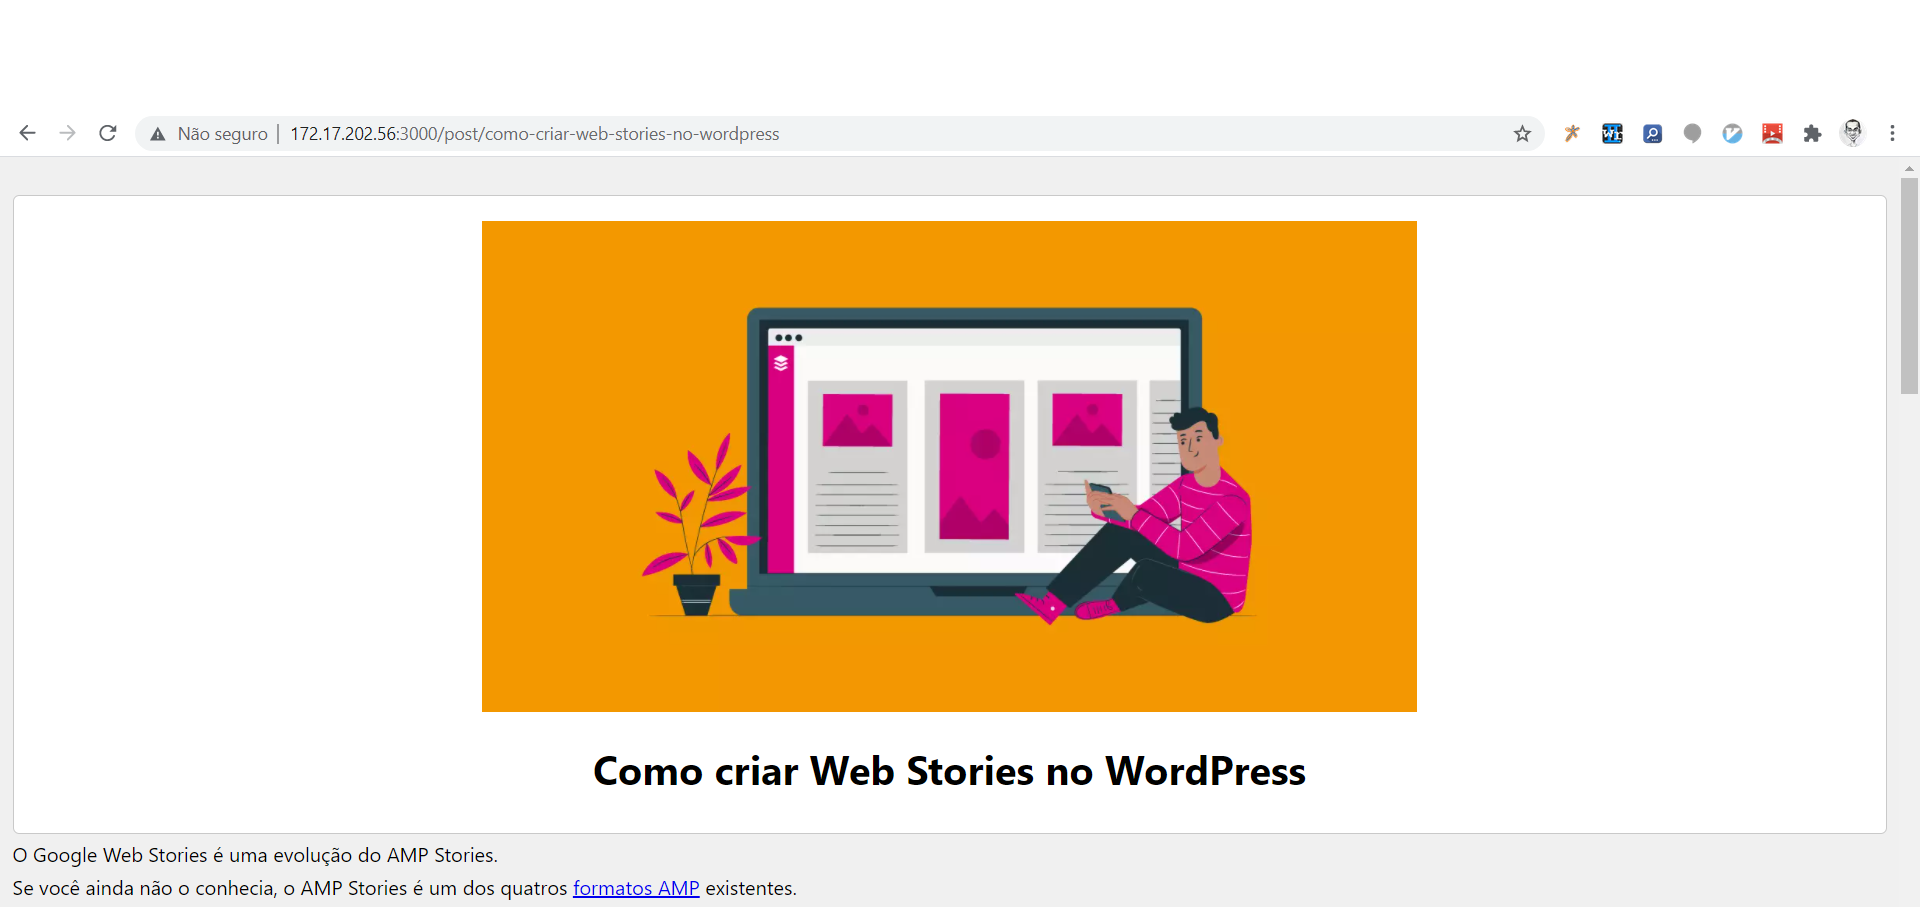 Não seguro | 172.17.202.56:3000/post/como-criar-web-stories-no-wordpress
Como criar Web Stories no WordPress
O Google Web Stories é uma evolução do AMP Stories.
Se você ainda não o conhecia, o AMP Stories é um dos quatros formatos AMP existentes.